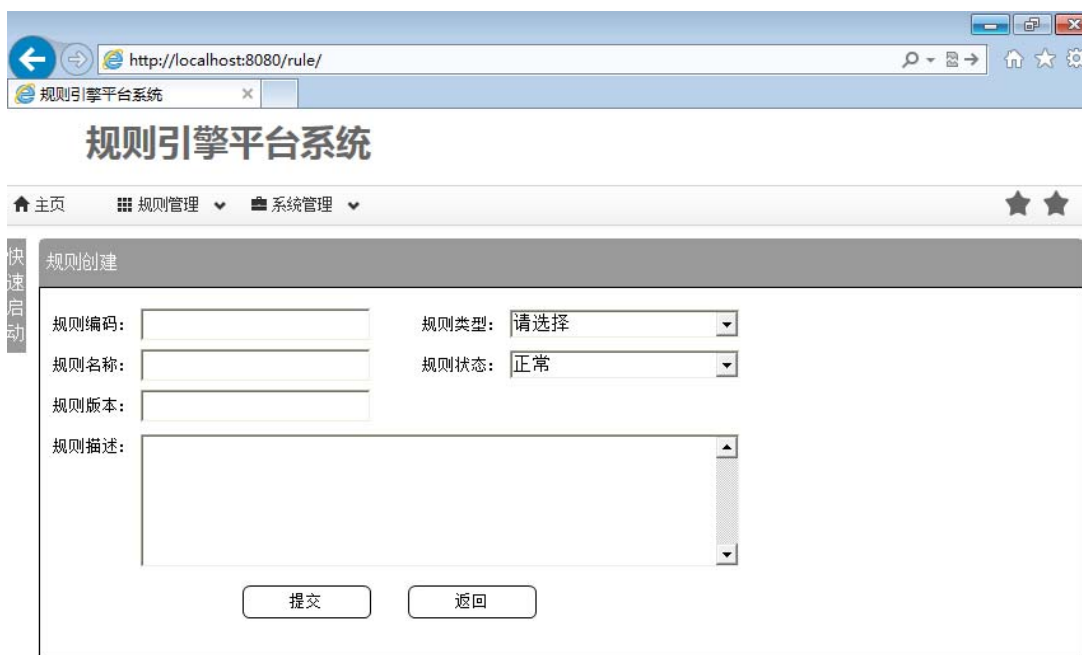 http://localhost:8080/rule/
规则引擎平台系统
规则引擎平台系统
主页 规则管理 系统管理
快速启动
规则创建
规则编码： 规则类型： 请选择
规则名称： 规则状态： 正常
规则版本：
规则描述：
提交 返回